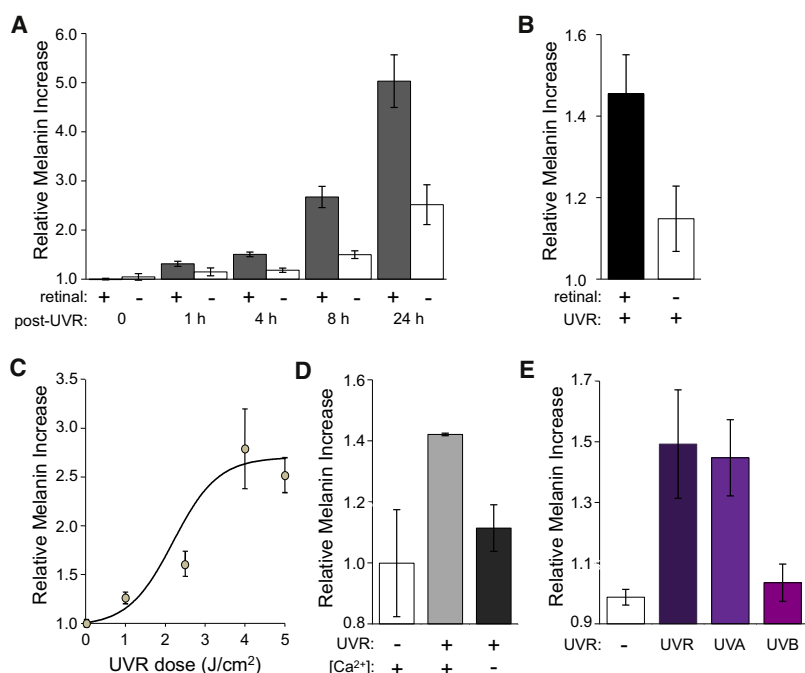 A
Relative Melanin Increase
6.0
5.0
4.0
3.0
2.0
1.0
retinal: + - + - + - + - + -
post-UVR: 0 1 h 4 h 8 h 24 h
B
Relative Melanin Increase
1.6
1.4
1.2
1.0
retinal: + -
UVR: + +
C
Relative Melanin Increase
3.5
3.0
2.5
2.0
1.5
1.0
0 1 2 3 4 5
UVR dose (J/cm²)
D
Relative Melanin Increase
1.6
1.4
1.2
1.0
0.8
UVR: - + +
[Ca²⁺]: + + -
E
Relative Melanin Increase
1.7
1.5
1.3
1.1
0.9
UVR: - UVR UVA UVB